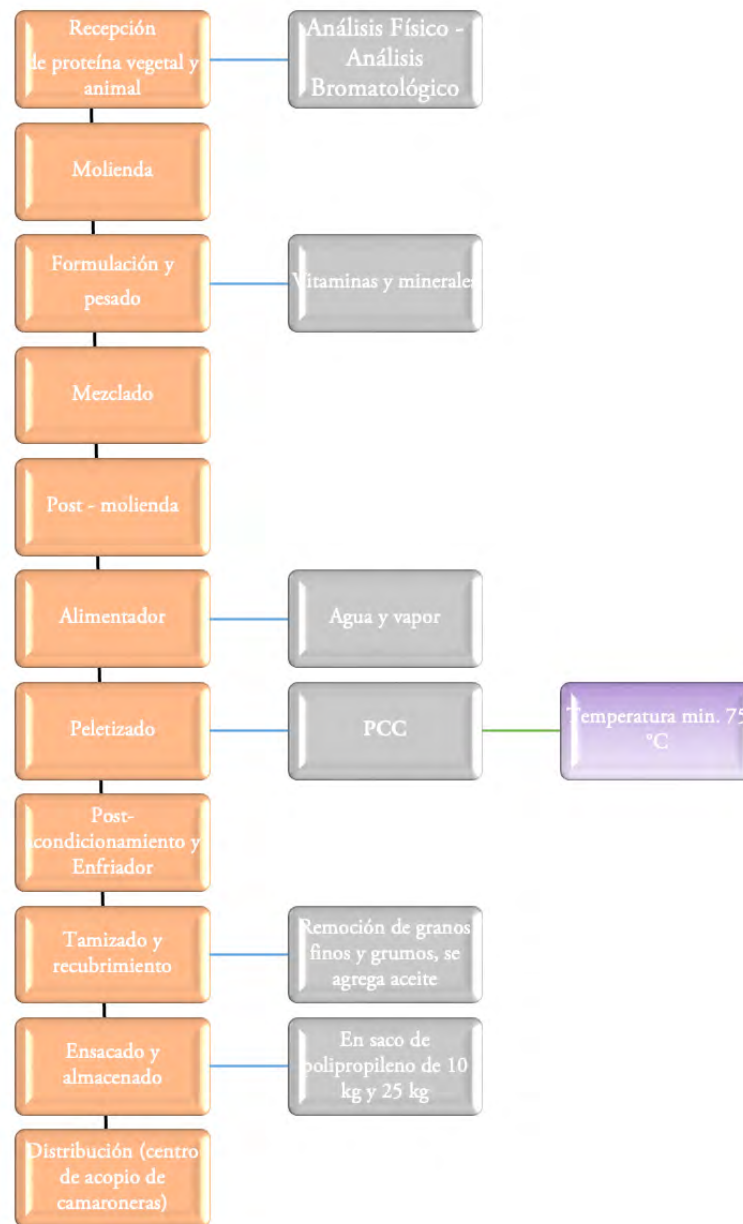 Recepción
de proteína vegetal y
animal
Análisis Físico -
Análisis
Bromatológico
Molienda
Formulación y
pesado
Vitaminas y minerales
Mezclado
Post - molienda
Alimentador
Agua y vapor
Peletizado
PCC
Temperatura min. 75
°C
Post-
acondicionamiento y
Enfriador
Tamizado y
recubrimiento
Remoción de granos
finos y grumos, se
agrega aceite
Ensacado y
almacenado
En saco de
polipropileno de 10
kg y 25 kg
Distribución (centro
de acopio de
camaroneras)